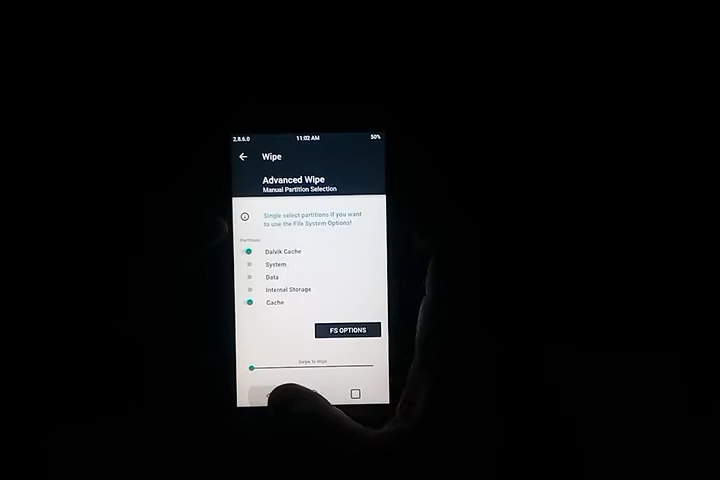 2.8.6.0 11:02 AM 50%
Wipe
Advanced Wipe
Manual Partition Selection
Single select partitions if you want
to use the File System Options!
Partitions
Dalvik Cache
System
Data
Internal Storage
Cache
FS OPTIONS
Swipe to Wipe